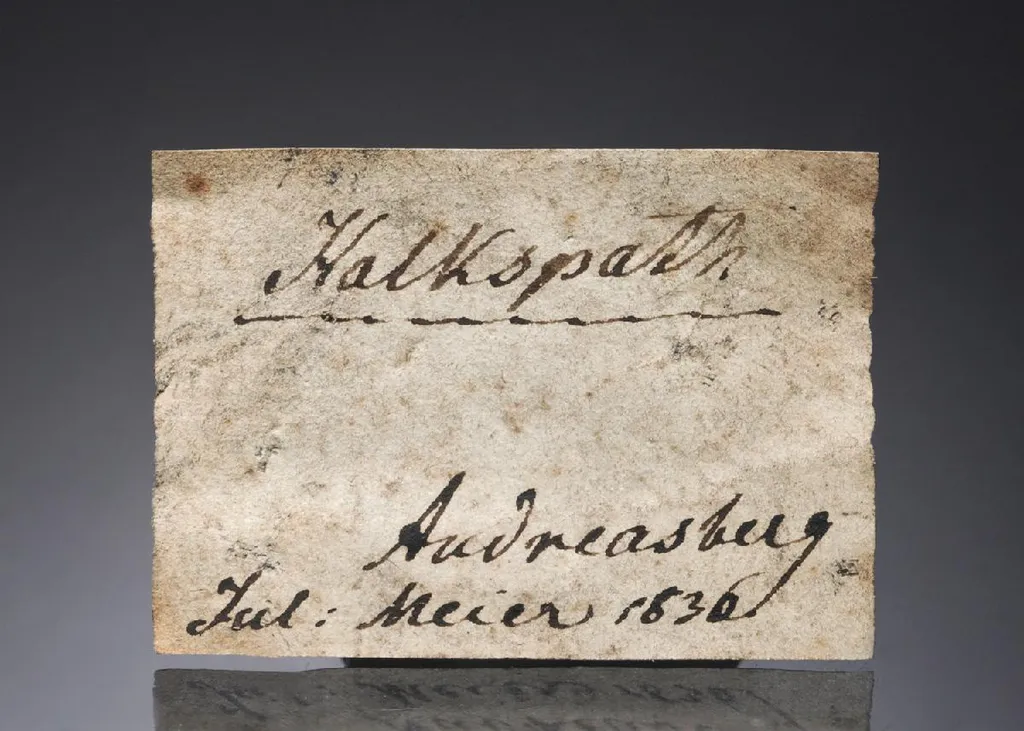 Kalkspath
Andreasberg
Jul: Meier 1836